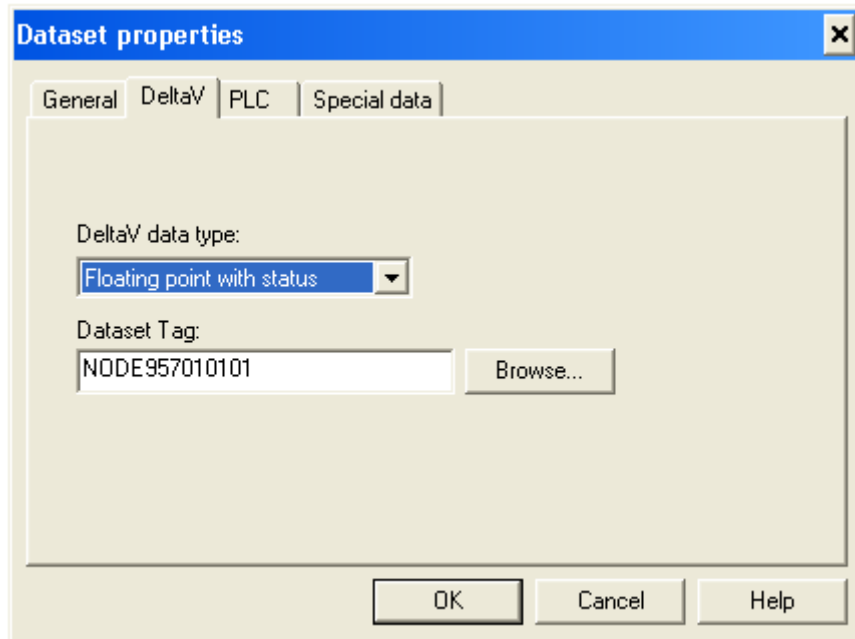 Dataset properties
General DeltaV PLC Special data
DeltaV data type:
Floating point with status
Dataset Tag:
NODE957010101 Browse...
OK Cancel Help